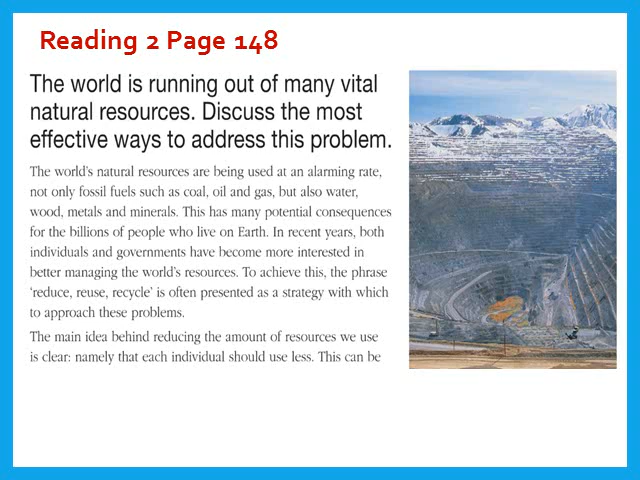 Reading 2 Page 148
The world is running out of many vital
natural resources. Discuss the most
effective ways to address this problem.
The world's natural resources are being used at an alarming rate,
not only fossil fuels such as coal, oil and gas, but also water,
wood, metals and minerals. This has many potential consequences
for the billions of people who live on Earth. In recent years, both
individuals and governments have become more interested in
better managing the world's resources. To achieve this, the phrase
'reduce, reuse, recycle' is often presented as a strategy with which
to approach these problems.
The main idea behind reducing the amount of resources we use
is clear: namely that each individual should use less. This can be